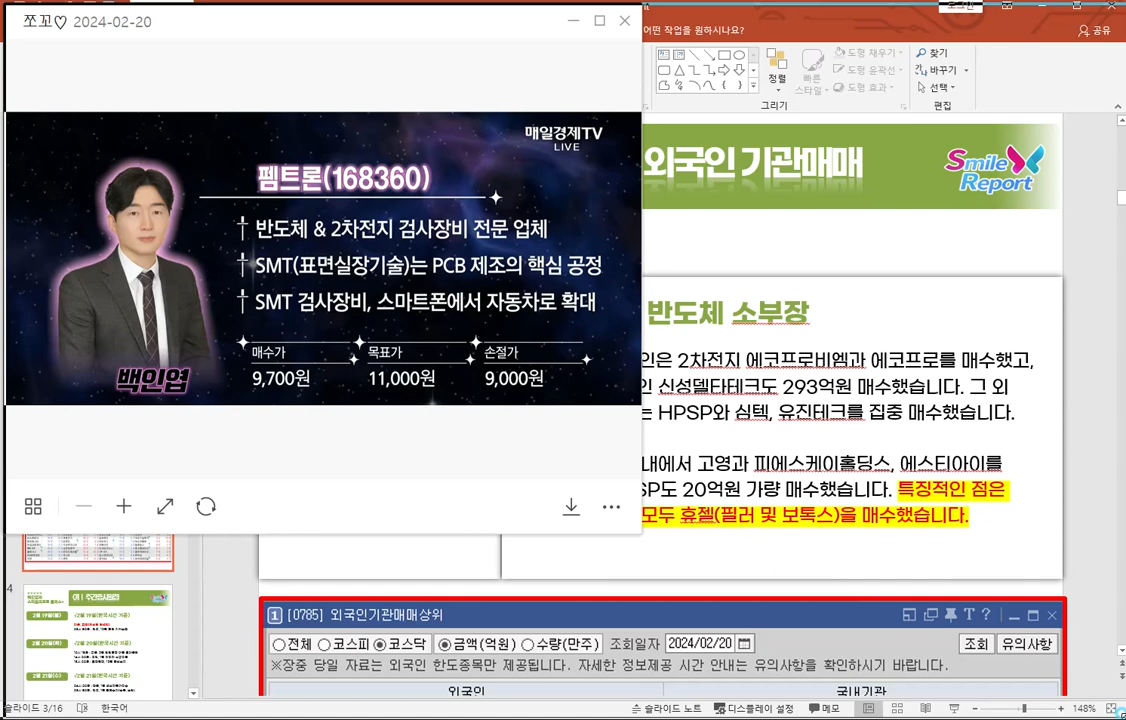 쪼꼬♡ 2024-02-20
매일경제TV
LIVE
펨트론(168360)
반도체 & 2차전지 검사장비 전문 업체
SMT(표면실장기술)는 PCB 제조의 핵심 공정
SMT 검사장비, 스마트폰에서 자동차로 확대
매수가 목표가 손절가
9,700원 11,000원 9,000원
백인엽
어떤 작업을 원하시나요?
공유
정렬
빠른
스타일
도형 채우기
도형 윤곽선
도형 효과
그리기
찾기
바꾸기
선택
편집
외국인 기관매매
Smile
Report
반도체 소부장
인은 2차전지 에코프로비엠과 에코프로를 매수했고,
신성델타테크도 293억원 매수했습니다. 그 외
는 HPSP와 심텍, 유진테크를 집중 매수했습니다.
내에서 고영과 피에스케이홀딩스, 에스티아이를
SP도 20억원 가량 매수했습니다. 특징적인 점은
모두 휴젤(필러 및 보톡스)을 매수했습니다.
4
2월 19일(월)
2월 20일(화)
2월 21일(수)
1 [0785] 외국인기관매매상위
전체 코스피 코스닥 금액(억원) 수량(만주) 조회일자 2024/02/20 조회 유의사항
※장중 당일 자료는 외국인 한도종목만 제공됩니다. 자세한 정보제공 시간 안내는 유의사항을 확인하시기 바랍니다.
외국인 국내기관
슬라이드 3/16 한국어 슬라이드 노트 디스플레이 설정 메모 148%